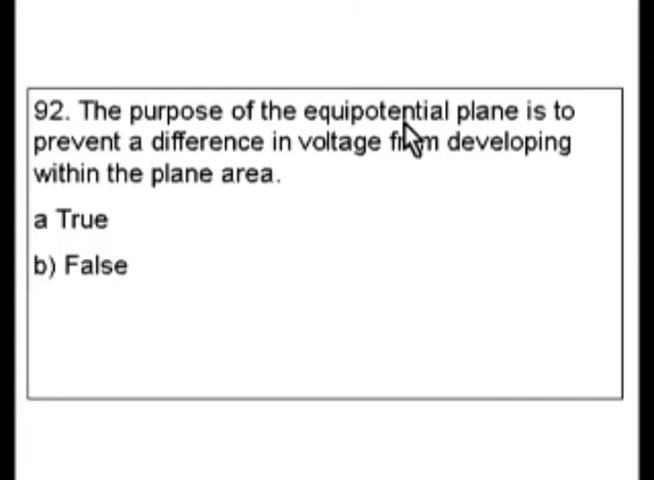 92. The purpose of the equipotential plane is to
prevent a difference in voltage from developing
within the plane area.
a True
b) False